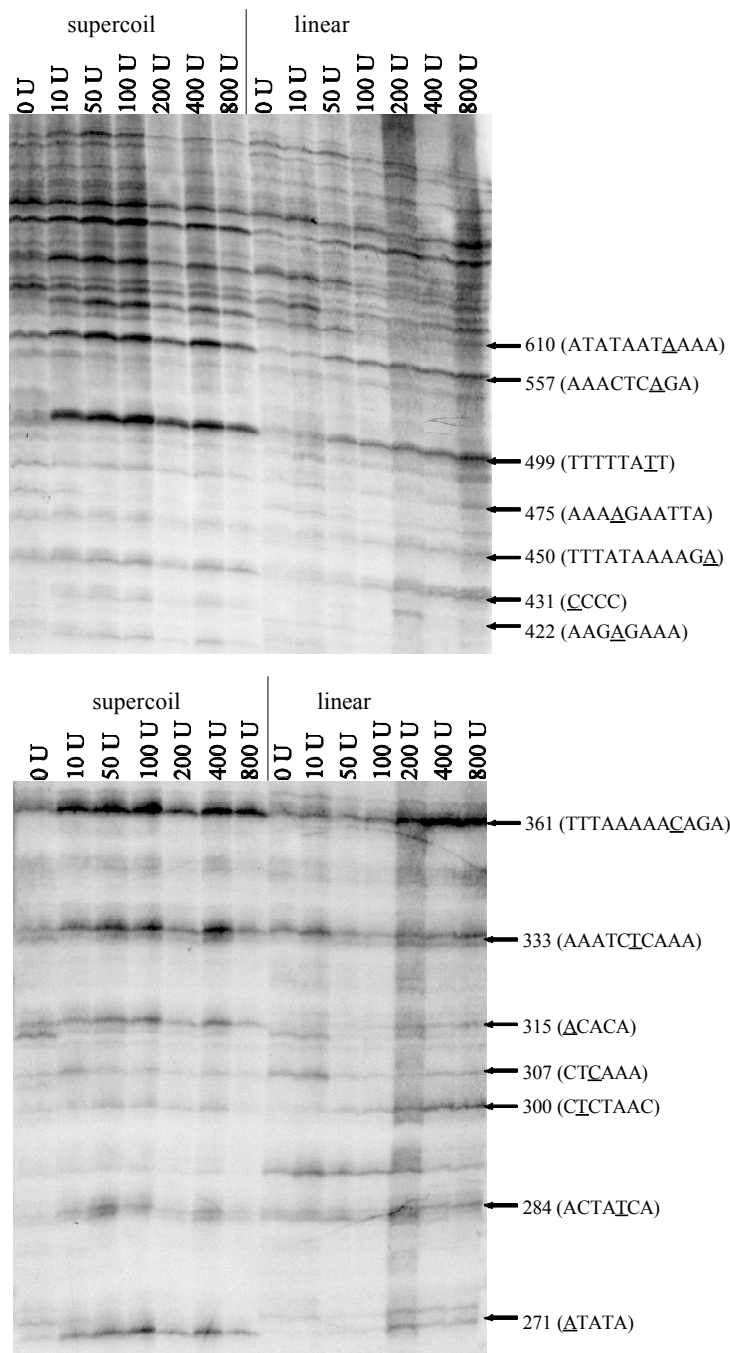 supercoil linear
0 U 10 U 50 U 100 U 200 U 400 U 800 U 0 U 10 U 50 U 100 U 200 U 400 U 800 U
610 (ATATAATAAAA)
557 (AAACTCAGA)
499 (TTTTTATT)
475 (AAAAGAATTA)
450 (TTTATAAAAGA)
431 (CCCC)
422 (AAGAGAAA)
supercoil linear
0 U 10 U 50 U 100 U 200 U 400 U 800 U 0 U 10 U 50 U 100 U 200 U 400 U 800 U
361 (TTTAAAAACAGA)
333 (AAATCTCAAA)
315 (ACACA)
307 (CTCAAA)
300 (CTCTAAC)
284 (ACTATCA)
271 (ATATA)